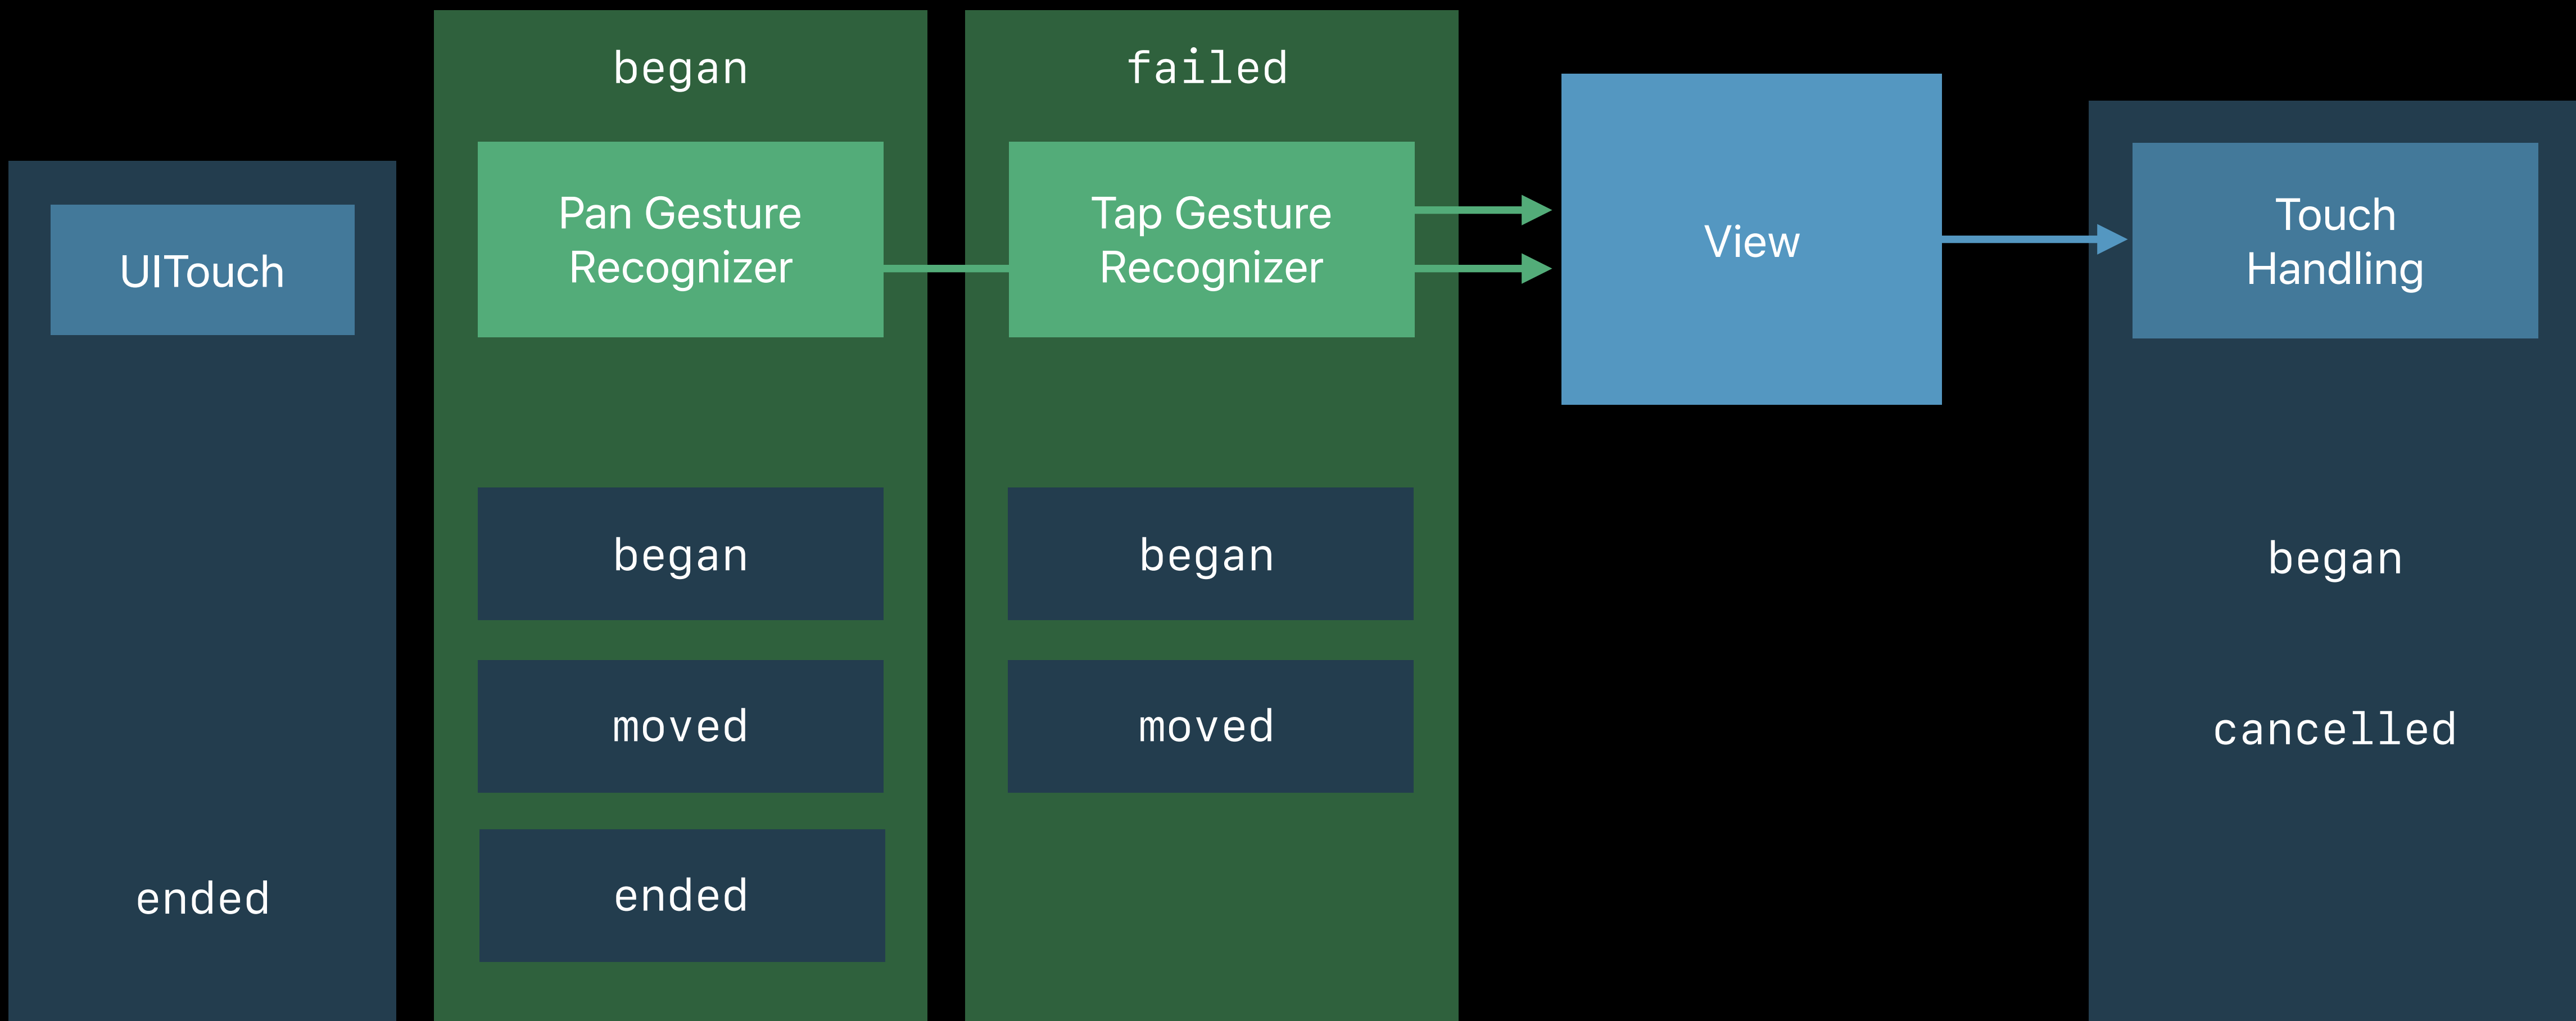 UITouch
ended
began
Pan Gesture
Recognizer
began
moved
ended
failed
Tap Gesture
Recognizer
began
moved
View
Touch
Handling
began
cancelled